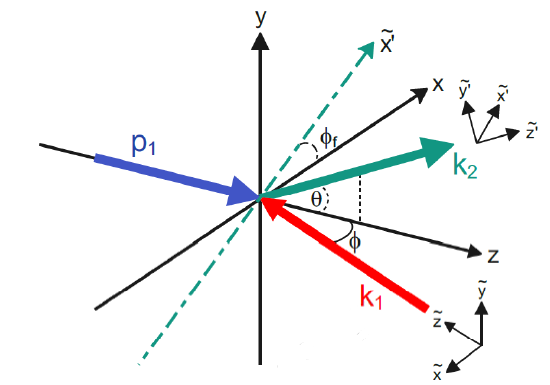 y
x̃'
x
ỹ'
x̃'
z̃'
p₁
ϕf
k₂
θ
ϕ
z
k₁
ỹ
z̃
x̃